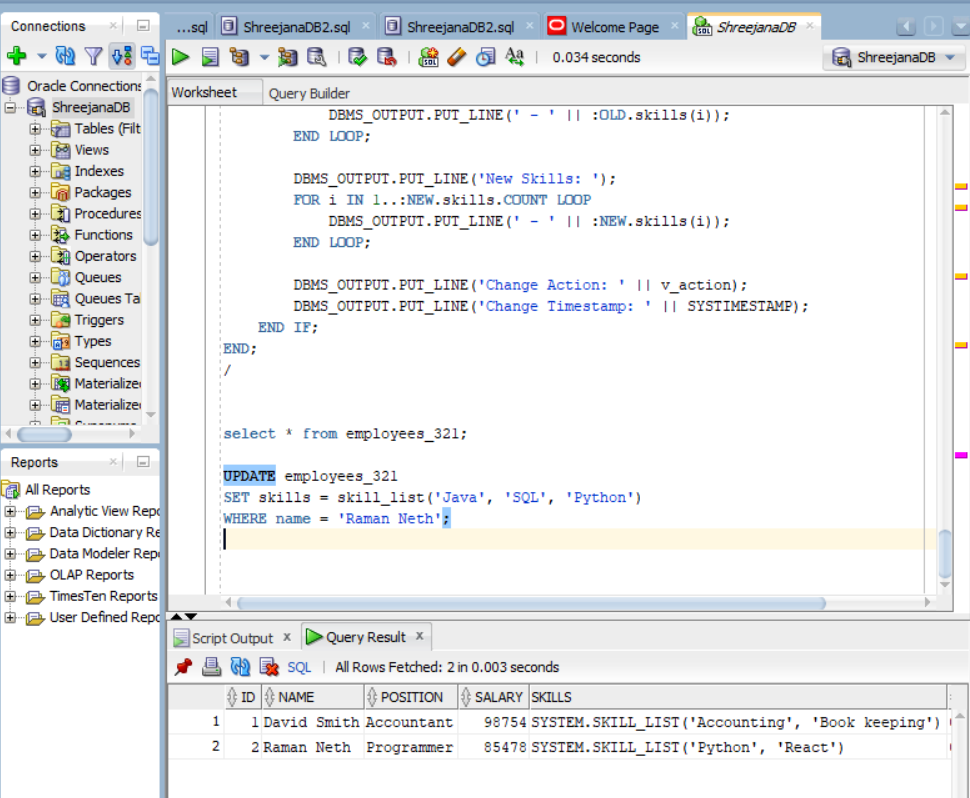 Connections
...sql
ShreejanaDB2.sql
ShreejanaDB2.sql
Welcome Page
ShreejanaDB
0.034 seconds
ShreejanaDB
Oracle Connections
ShreejanaDB
Tables (Filt
Views
Indexes
Packages
Procedures
Functions
Operators
Queues
Queues Ta
Triggers
Types
Sequences
Materialize
Materialize
Reports
All Reports
Analytic View Repo
Data Dictionary Re
Data Modeler Repo
OLAP Reports
TimesTen Reports
User Defined Repo
Worksheet
Query Builder
DBMS_OUTPUT.PUT_LINE(' - ' || :OLD.skills(i));
END LOOP;
DBMS_OUTPUT.PUT_LINE('New Skills: ');
FOR i IN 1..:NEW.skills.COUNT LOOP
DBMS_OUTPUT.PUT_LINE(' - ' || :NEW.skills(i));
END LOOP;
DBMS_OUTPUT.PUT_LINE('Change Action: ' || v_action);
DBMS_OUTPUT.PUT_LINE('Change Timestamp: ' || SYSTIMESTAMP);
END IF;
END;
/
select * from employees_321;
UPDATE employees_321
SET skills = skill_list('Java', 'SQL', 'Python')
WHERE name = 'Raman Neth';
Script Output x
Query Result x
SQL | All Rows Fetched: 2 in 0.003 seconds
ID NAME POSITION SALARY SKILLS
1 1 David Smith Accountant 98754 SYSTEM.SKILL_LIST('Accounting', 'Book keeping')
2 2 Raman Neth Programmer 85478 SYSTEM.SKILL_LIST('Python', 'React')